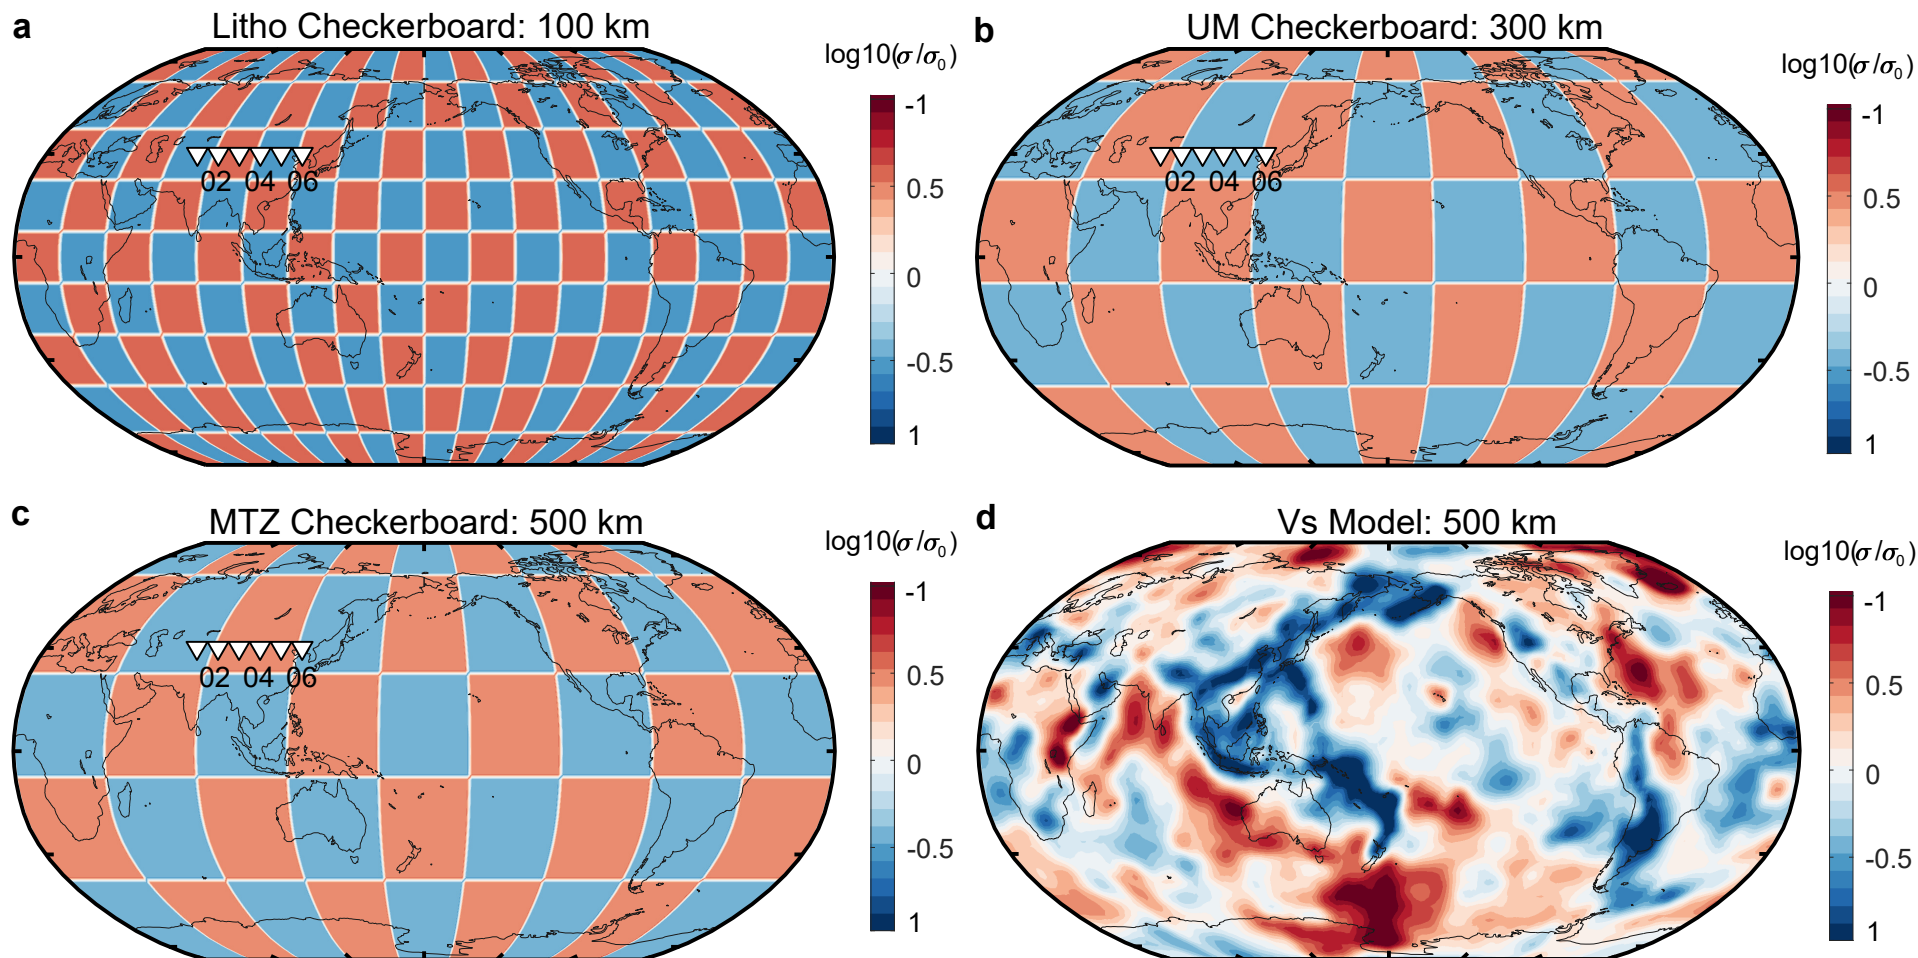 a
Litho Checkerboard: 100 km
log10(σ/σ₀)
-1
0.5
0
-0.5
1
02 04 06
b
UM Checkerboard: 300 km
log10(σ/σ₀)
-1
0.5
0
-0.5
1
02 04 06
c
MTZ Checkerboard: 500 km
log10(σ/σ₀)
-1
0.5
0
-0.5
1
02 04 06
d
Vs Model: 500 km
log10(σ/σ₀)
-1
0.5
0
-0.5
1